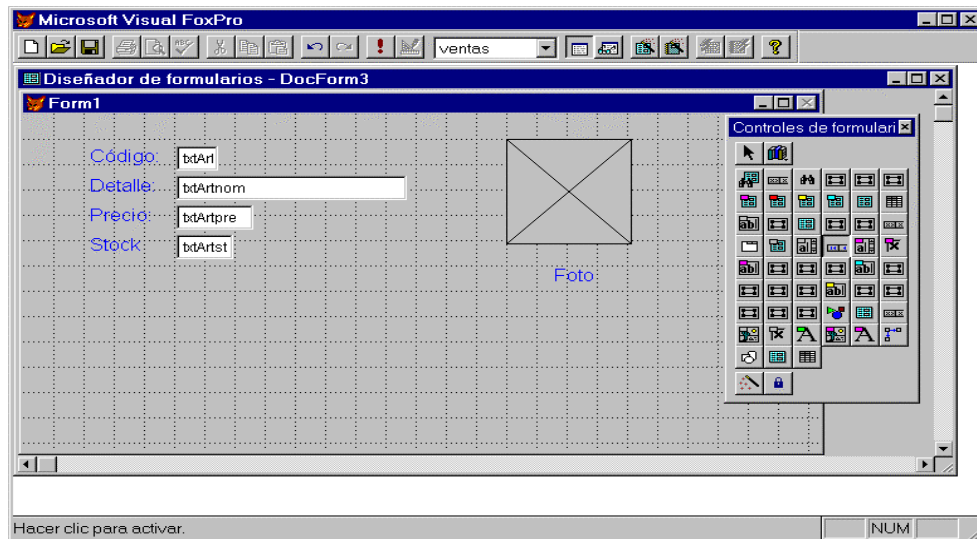 Microsoft Visual FoxPro
ventas
Diseñador de formularios - DocForm3
Form1
Controles de formulari
Código: txtArt
Detalle: txtArtnom
Precio: txtArtpre
Stock txtArtst
Foto
Hacer clic para activar.
NUM